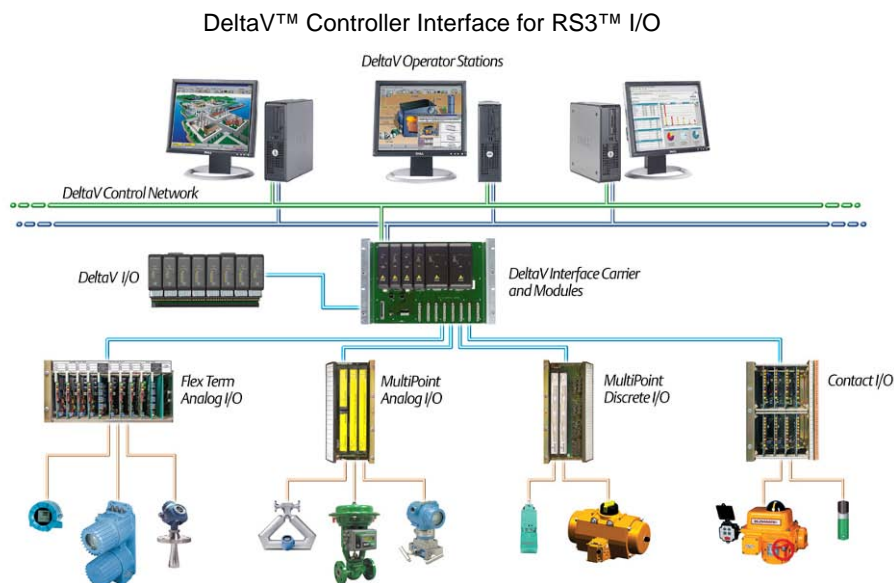 DeltaV™ Controller Interface for RS3™ I/O
DeltaV Operator Stations
DeltaV Control Network
DeltaV I/O
DeltaV Interface Carrier
and Modules
Flex Term
Analog I/O
MultiPoint
Analog I/O
MultiPoint
Discrete I/O
Contact I/O